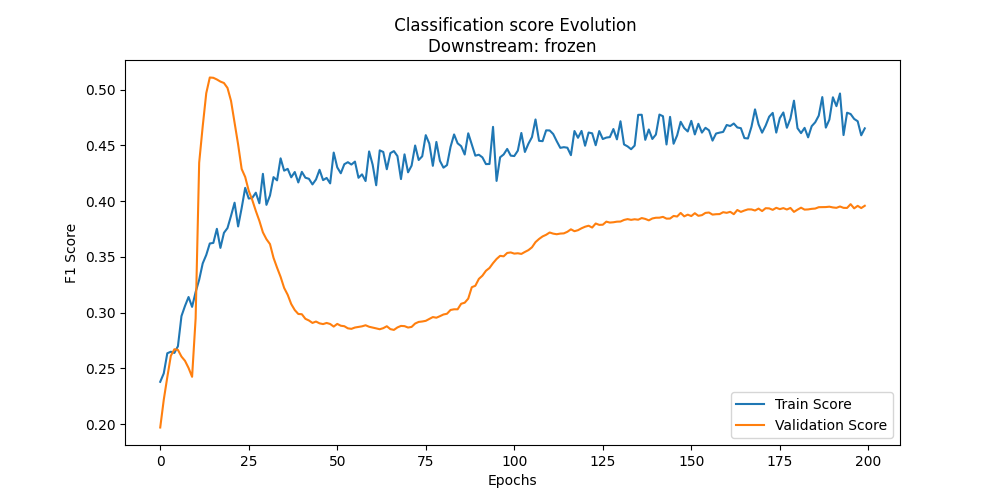 Classification score Evolution
Downstream: frozen
F1 Score
0.50
0.45
0.40
0.35
0.30
0.25
0.20
0
25
50
75
100
125
150
175
200
Epochs
Train Score
Validation Score